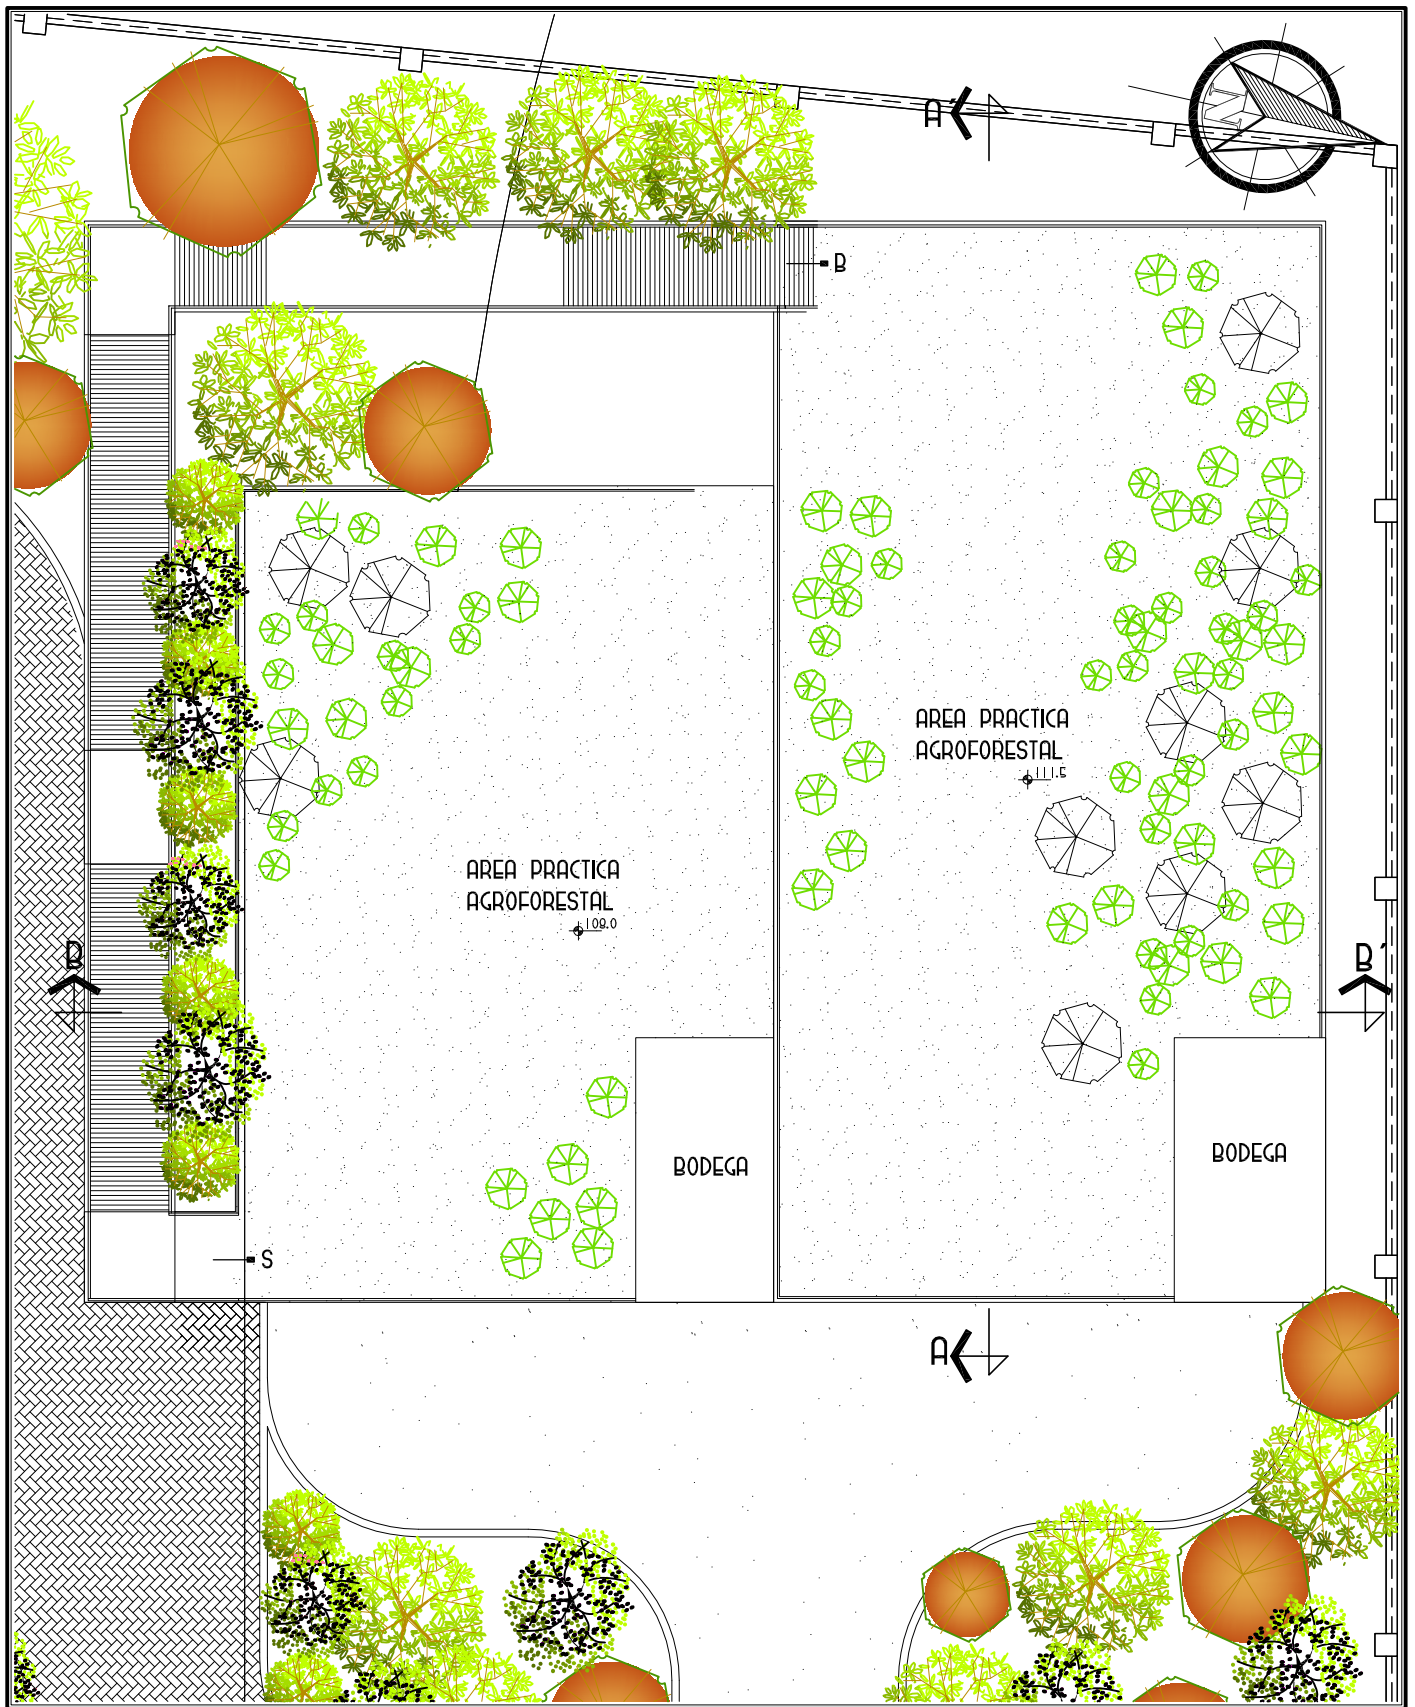 N
A´
B
AREA PRACTICA
AGROFORESTAL
111.5
AREA PRACTICA
AGROFORESTAL
108.0
B
B´
BODEGA
BODEGA
S
A